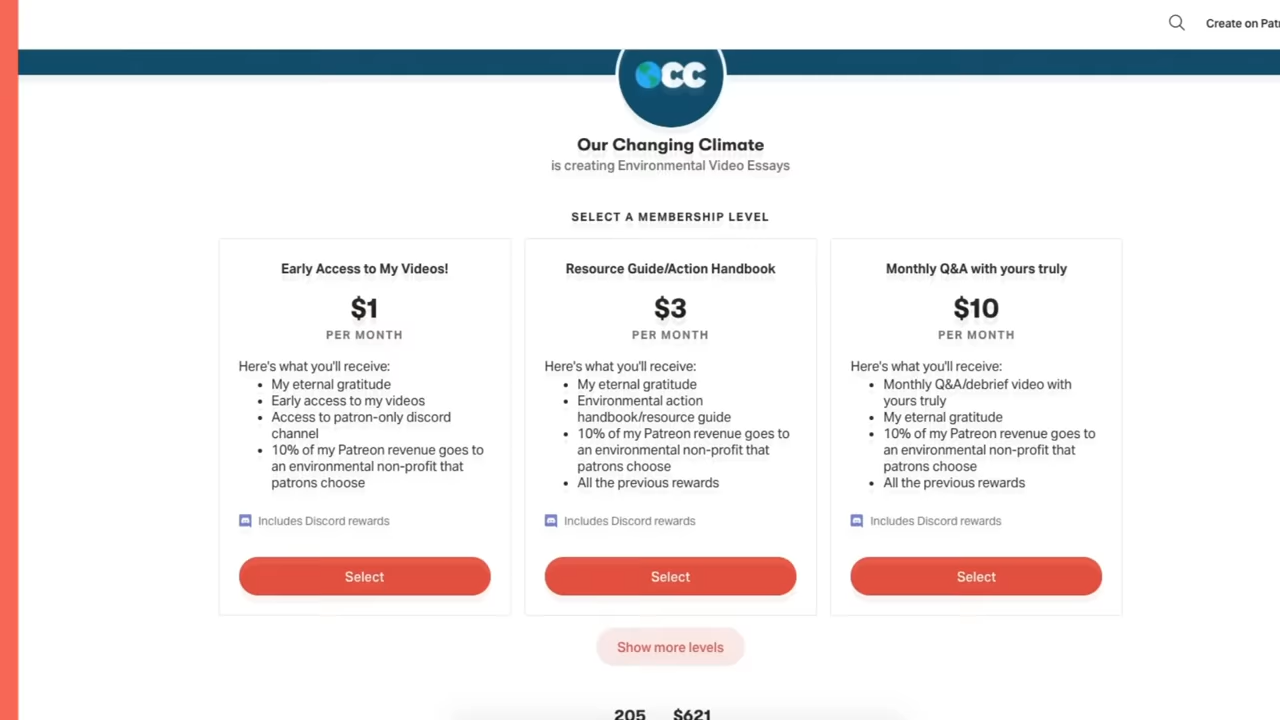 Create on
OCC
Our Changing Climate
is creating Environmental Video Essays
SELECT A MEMBERSHIP LEVEL
Early Access to My Videos!
$1
PER MONTH
Here's what you'll receive:
My eternal gratitude
Early access to my videos
Access to patron-only discord
channel
10% of my Patreon revenue goes to
an environmental non-profit that
patrons choose
Includes Discord rewards
Select
Resource Guide/Action Handbook
$3
PER MONTH
Here's what you'll receive:
My eternal gratitude
Environmental action
handbook/resource guide
10% of my Patreon revenue goes to
an environmental non-profit that
patrons choose
All the previous rewards
Includes Discord rewards
Select
Monthly Q&A with yours truly
$10
PER MONTH
Here's what you'll receive:
Monthly Q&A/debrief video with
yours truly
My eternal gratitude
10% of my Patreon revenue goes to
an environmental non-profit that
patrons choose
All the previous rewards
Includes Discord rewards
Select
Show more levels
205 $621